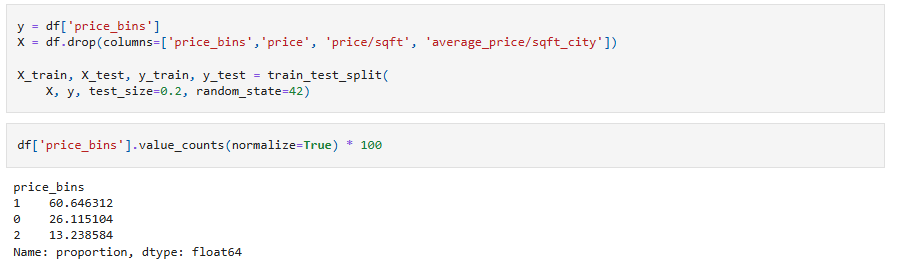 y = df['price_bins']
X = df.drop(columns=['price_bins','price', 'price/sqft', 'average_price/sqft_city'])
X_train, X_test, y_train, y_test = train_test_split(
    X, y, test_size=0.2, random_state=42)
df['price_bins'].value_counts(normalize=True) * 100
price_bins
1    60.646312
0    26.115104
2    13.238584
Name: proportion, dtype: float64